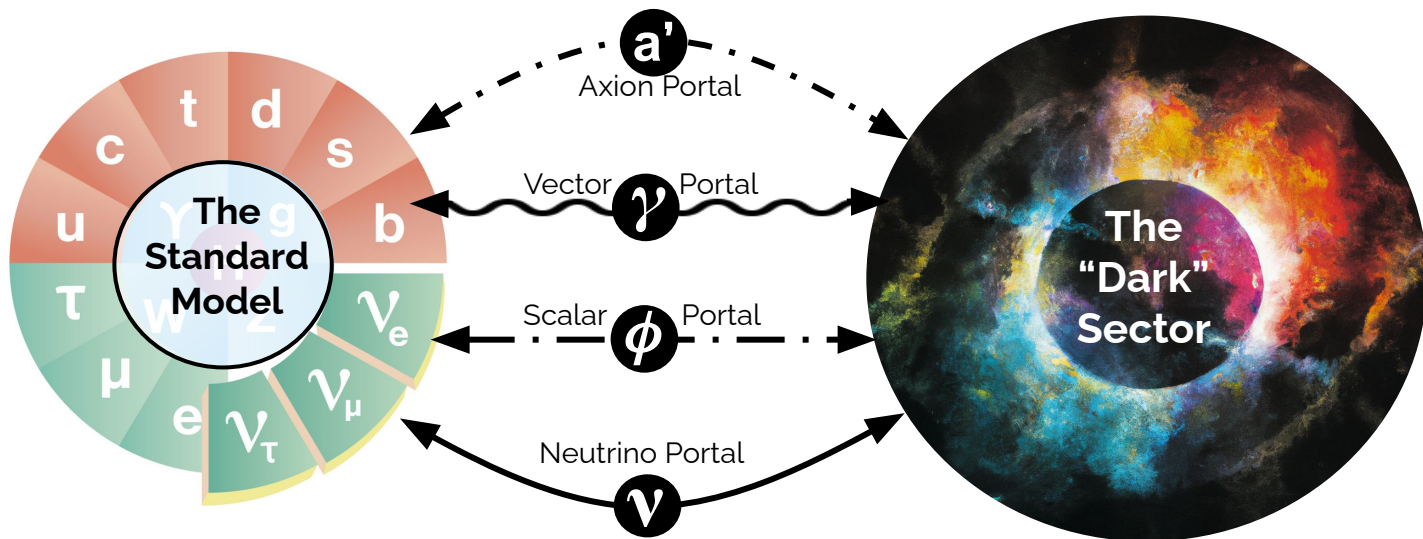 a’
Axion Portal
t
d
c
s
u
b
γ
g
H
W
Z
The
Standard
Model
τ
μ
e
νe
νμ
ντ
Vector γ Portal
Scalar ϕ Portal
Neutrino Portal
ν
The
“Dark”
Sector